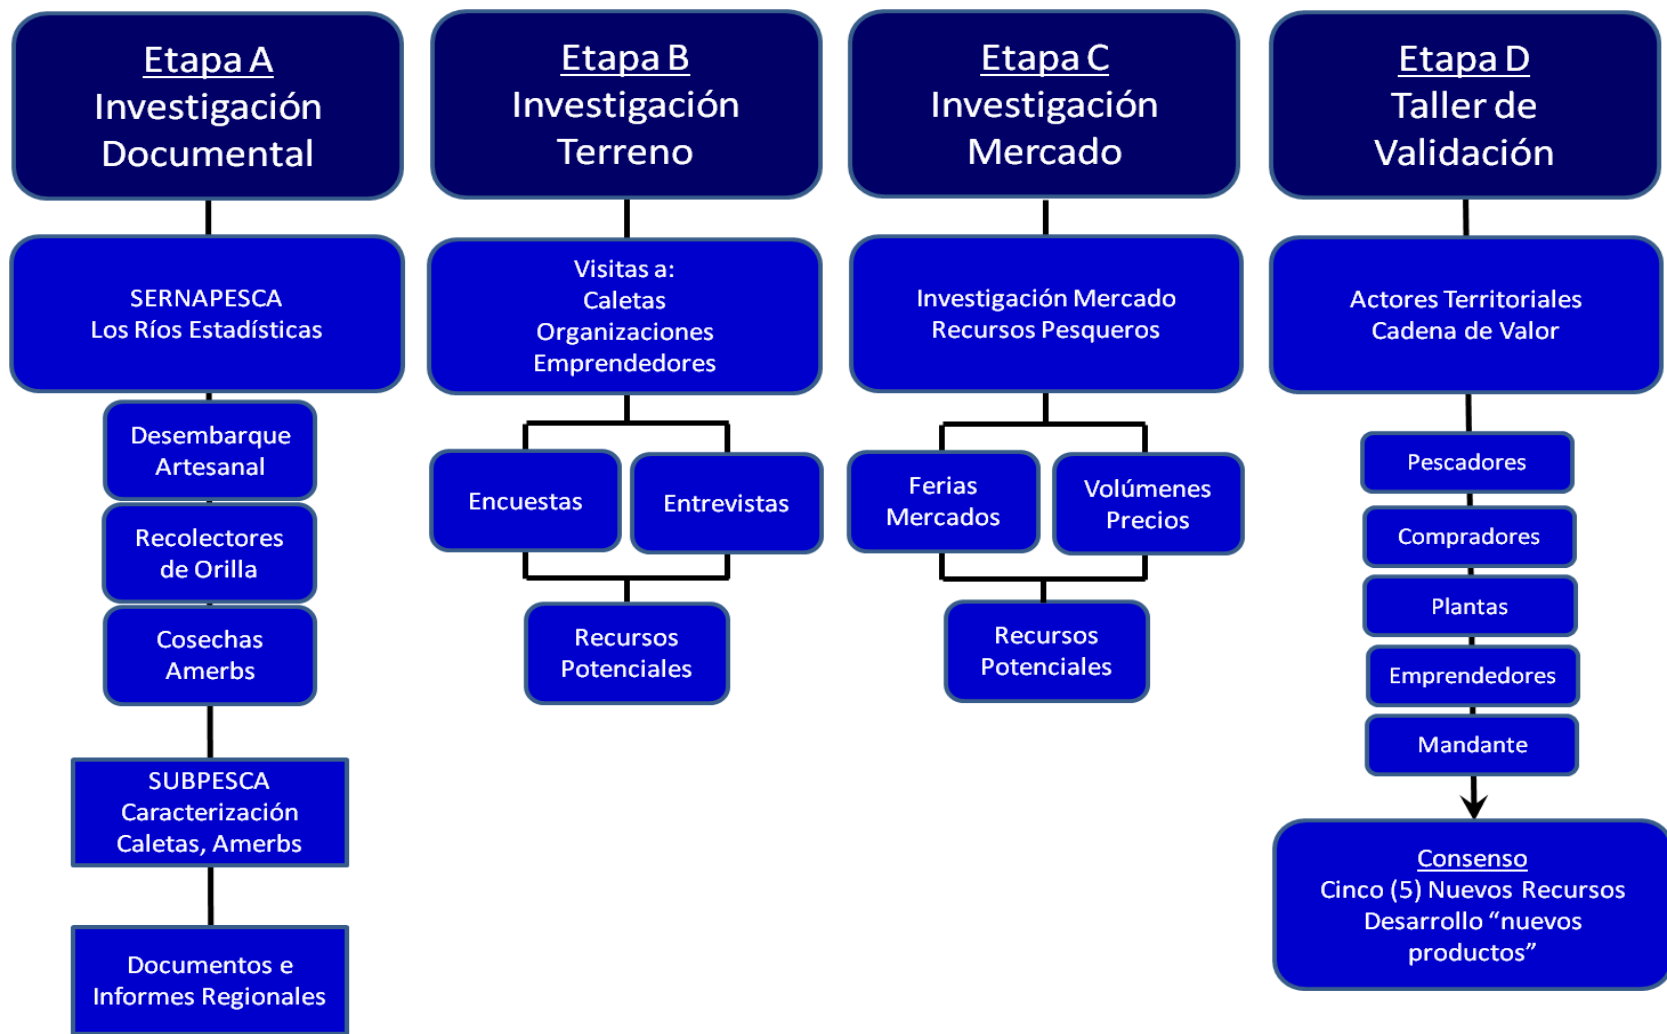 Etapa A
Investigación
Documental
SERNAPESCA
Los Ríos Estadísticas
Desembarque
Artesanal
Recolectores
de Orilla
Cosechas
Amerbs
SUBPESCA
Caracterización
Caletas, Amerbs
Documentos e
Informes Regionales
Etapa B
Investigación
Terreno
Visitas a:
Caletas
Organizaciones
Emprendedores
Encuestas
Entrevistas
Recursos
Potenciales
Etapa C
Investigación
Mercado
Investigación Mercado
Recursos Pesqueros
Ferias
Mercados
Volúmenes
Precios
Recursos
Potenciales
Etapa D
Taller de
Validación
Actores Territoriales
Cadena de Valor
Pescadores
Compradores
Plantas
Emprendedores
Mandante
Consenso
Cinco (5) Nuevos Recursos
Desarrollo “nuevos
productos”